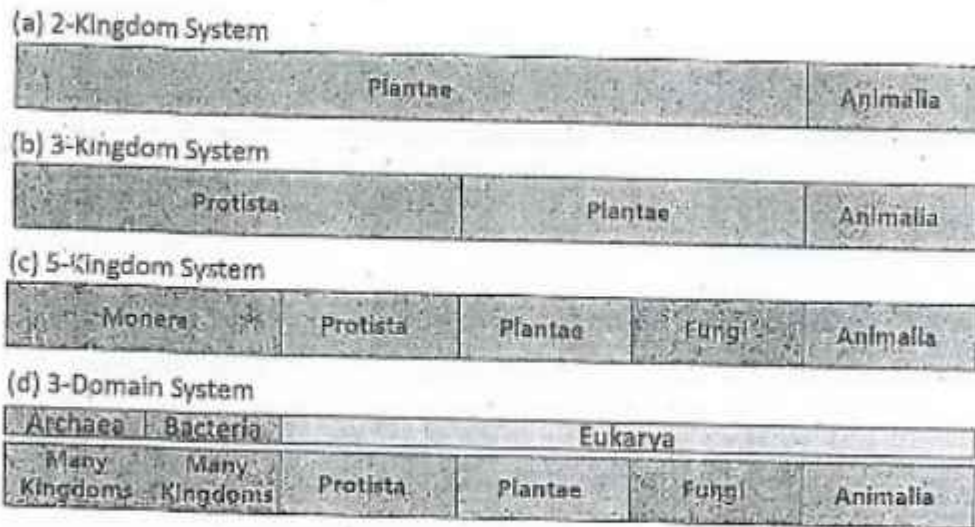 (a) 2-Kingdom System
Plantae Animalia
(b) 3-Kingdom System
Protista Plantae Animalia
(c) 5-Kingdom System
Monera Protista Plantae Fungi Animalia
(d) 3-Domain System
Archaea Bacteria Eukarya
Many Many
Kingdoms Kingdoms Protista Plantae Fungi Animalia